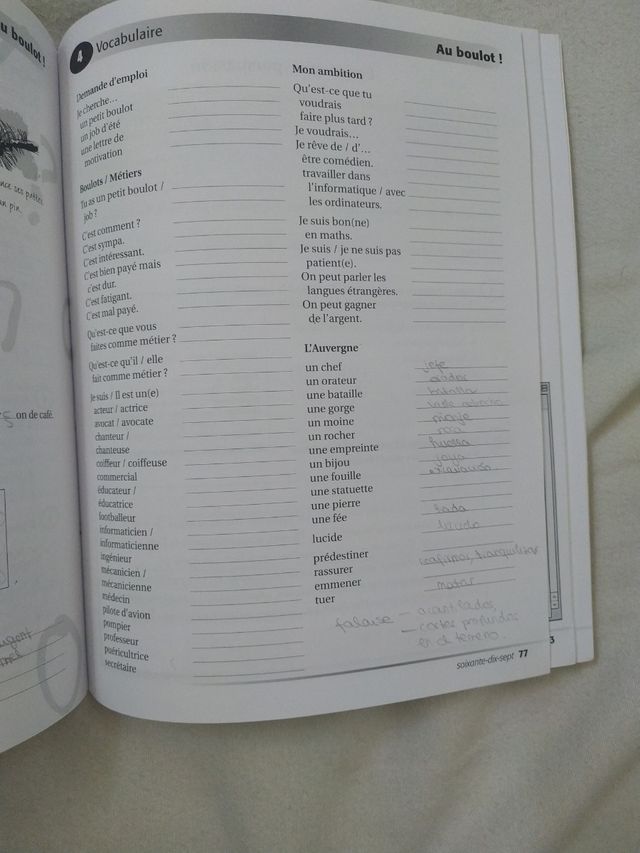 u boulot !
on de café.
4
Vocabulaire
Au boulot !
Demande d'emploi
Je cherche…
un petit boulot
un job d'été
une lettre de
motivation
Boulots / Métiers
Tu as un petit boulot /
job ?
C'est comment ?
C'est sympa.
C'est intéressant.
C'est bien payé mais
c'est dur.
C'est fatigant.
C'est mal payé.
Qu'est-ce que vous
faites comme métier ?
Qu'est-ce qu'il / elle
fait comme métier ?
Je suis / Il est un(e)
acteur / actrice
avocat / avocate
chanteur /
chanteuse
coiffeur / coiffeuse
commercial
éducateur /
éducatrice
footballeur
informaticien /
informaticienne
ingénieur
mécanicien /
mécanicienne
médecin
pilote d'avion
pompier
professeur
puéricultrice
secrétaire
Mon ambition
Qu'est-ce que tu
voudrais
faire plus tard ?
Je voudrais…
Je rêve de / d'…
être comédien.
travailler dans
l'informatique / avec
les ordinateurs.
Je suis bon(ne)
en maths.
Je suis / je ne suis pas
patient(e).
On peut parler les
langues étrangères.
On peut gagner
de l'argent.
L'Auvergne
un chef jefe
un orateur
une bataille batalla
une gorge
un moine monje
un rocher roca
une empreinte huella
un bijou joya
une fouille excavación
une statuette
une pierre
une fée hada
lucide lúcido
prédestiner
rassurer
emmener
tuer matar
falaise – acantilados,
– cortes profundos
en el terreno.
soixante-dix-sept 77
3